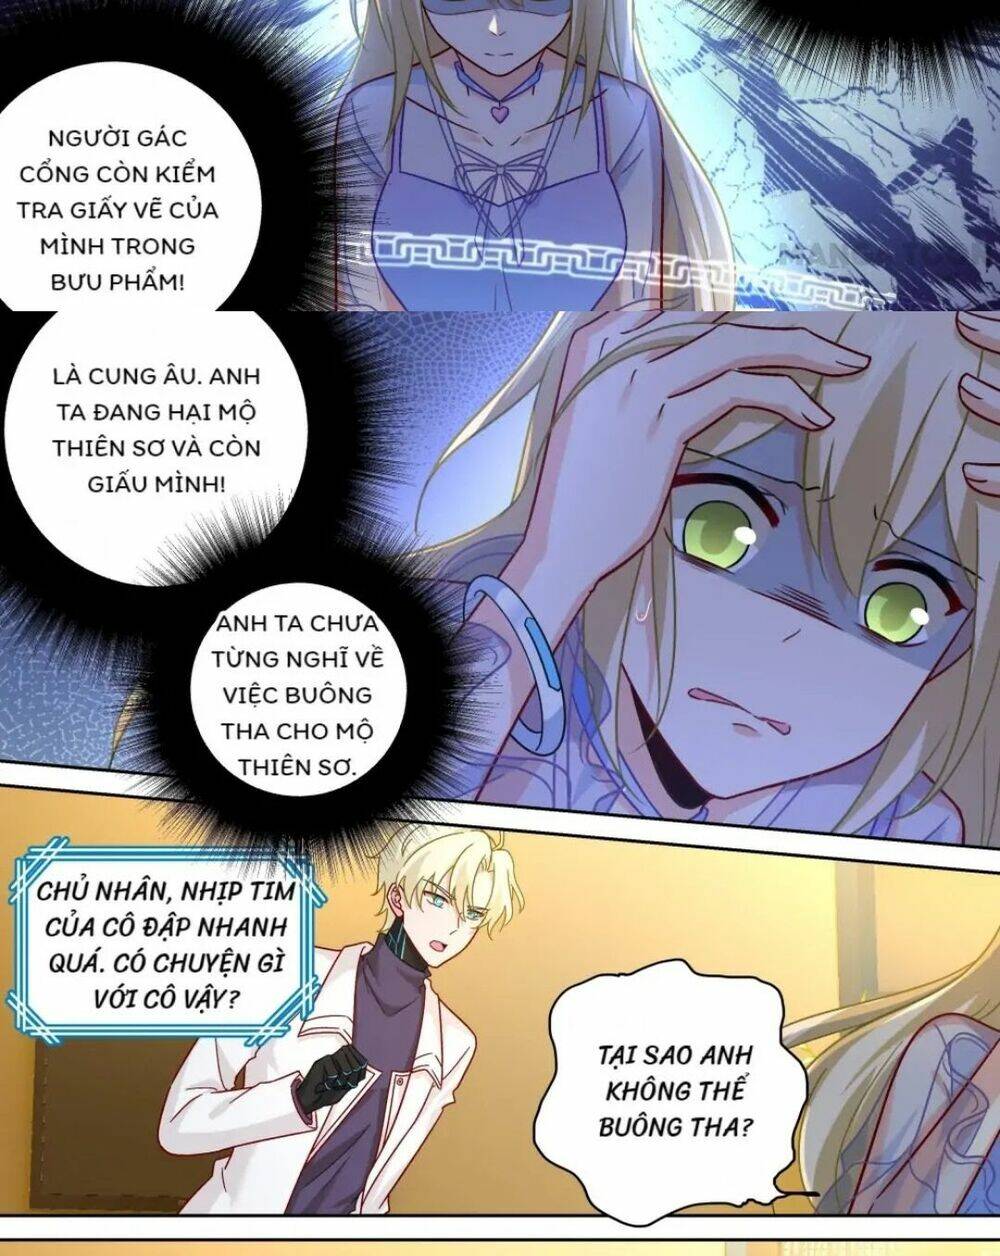 NGƯỜI GÁC
CỔNG CÒN KIỂM
TRA GIẤY VẼ CỦA
MÌNH TRONG
BƯU PHẨM!
LÀ CUNG ÂU. ANH
TA ĐANG HẠI MỘ
THIÊN SƠ VÀ CÒN
GIẤU MÌNH!
ANH TA CHƯA
TỪNG NGHĨ VỀ
VIỆC BUÔNG
THA CHO MỘ
THIÊN SƠ.
CHỦ NHÂN, NHỊP TIM
CỦA CÔ ĐẬP NHANH
QUÁ. CÓ CHUYỆN GÌ
VỚI CÔ VẬY?
TẠI SAO ANH
KHÔNG THỂ
BUÔNG THA?